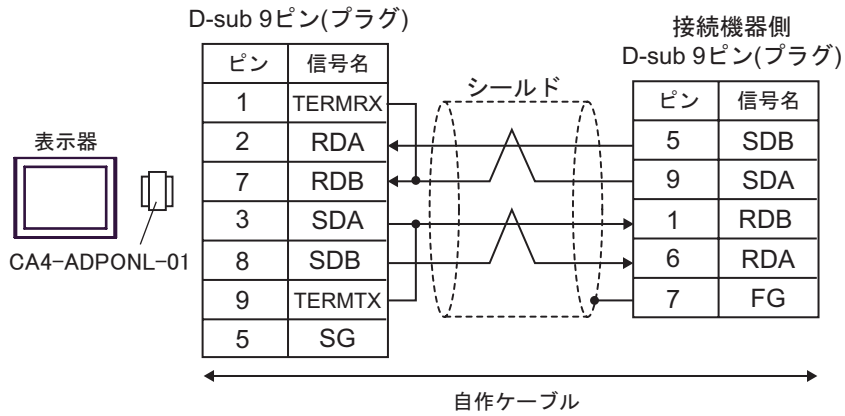 D-sub 9ピン(プラグ)
接続機器側
D-sub 9ピン(プラグ)
ピン 信号名
1 TERMRX
2 RDA
7 RDB
3 SDA
8 SDB
9 TERMTX
5 SG
シールド
ピン 信号名
5 SDB
9 SDA
1 RDB
6 RDA
7 FG
表示器
CA4-ADPONL-01
自作ケーブル